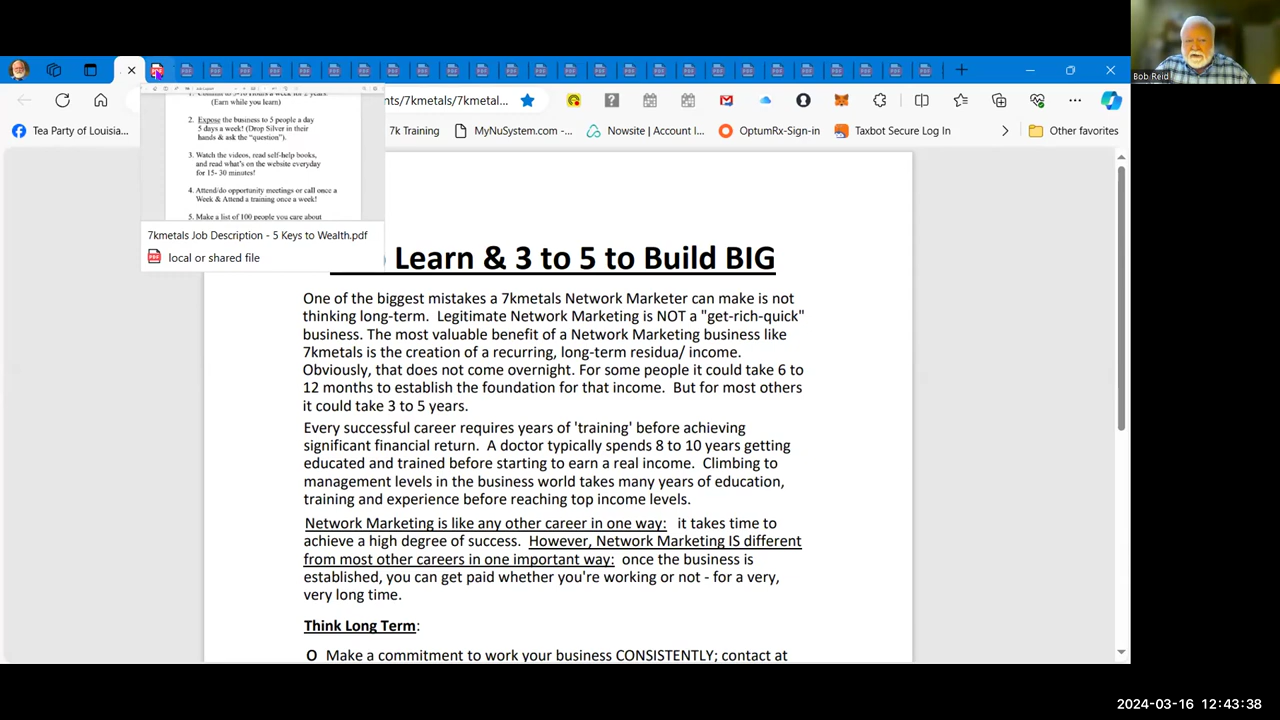 Bob Reid
nts/7kmetals/7kmetal...
Tea Party of Louisia...
7k Training
MyNuSystem.com -...
Nowsite | Account I...
OptumRx-Sign-in
Taxbot Secure Log In
Other favorites
(Earn while you learn)
2. Expose the business to 5 people a day
5 days a week! (Drop Silver in their
hands & ask the "question").
3. Watch the videos, read self-help books,
and read what's on the website everyday
for 15- 30 minutes!
4. Attend/do opportunity meetings or call once a
Week & Attend a training once a week!
5. Make a list of 100 people you care about
7kmetals Job Description - 5 Keys to Wealth.pdf
local or shared file
Learn & 3 to 5 to Build BIG
One of the biggest mistakes a 7kmetals Network Marketer can make is not
thinking long-term. Legitimate Network Marketing is NOT a "get-rich-quick"
business. The most valuable benefit of a Network Marketing business like
7kmetals is the creation of a recurring, long-term residua/ income.
Obviously, that does not come overnight. For some people it could take 6 to
12 months to establish the foundation for that income. But for most others
it could take 3 to 5 years.
Every successful career requires years of 'training' before achieving
significant financial return. A doctor typically spends 8 to 10 years getting
educated and trained before starting to earn a real income. Climbing to
management levels in the business world takes many years of education,
training and experience before reaching top income levels.
Network Marketing is like any other career in one way: it takes time to
achieve a high degree of success. However, Network Marketing IS different
from most other careers in one important way: once the business is
established, you can get paid whether you're working or not - for a very,
very long time.
Think Long Term:
O Make a commitment to work your business CONSISTENTLY; contact at
2024-03-16 12:43:38